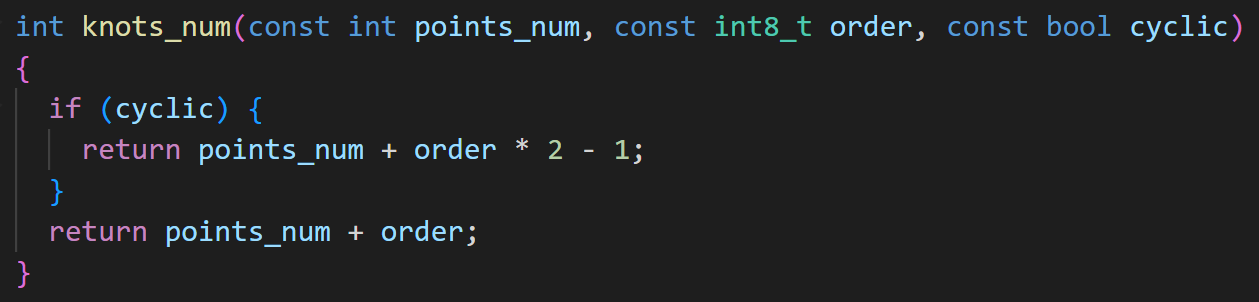 int knots_num(const int points_num, const int8_t order, const bool cyclic)
{
  if (cyclic) {
    return points_num + order * 2 - 1;
  }
  return points_num + order;
}